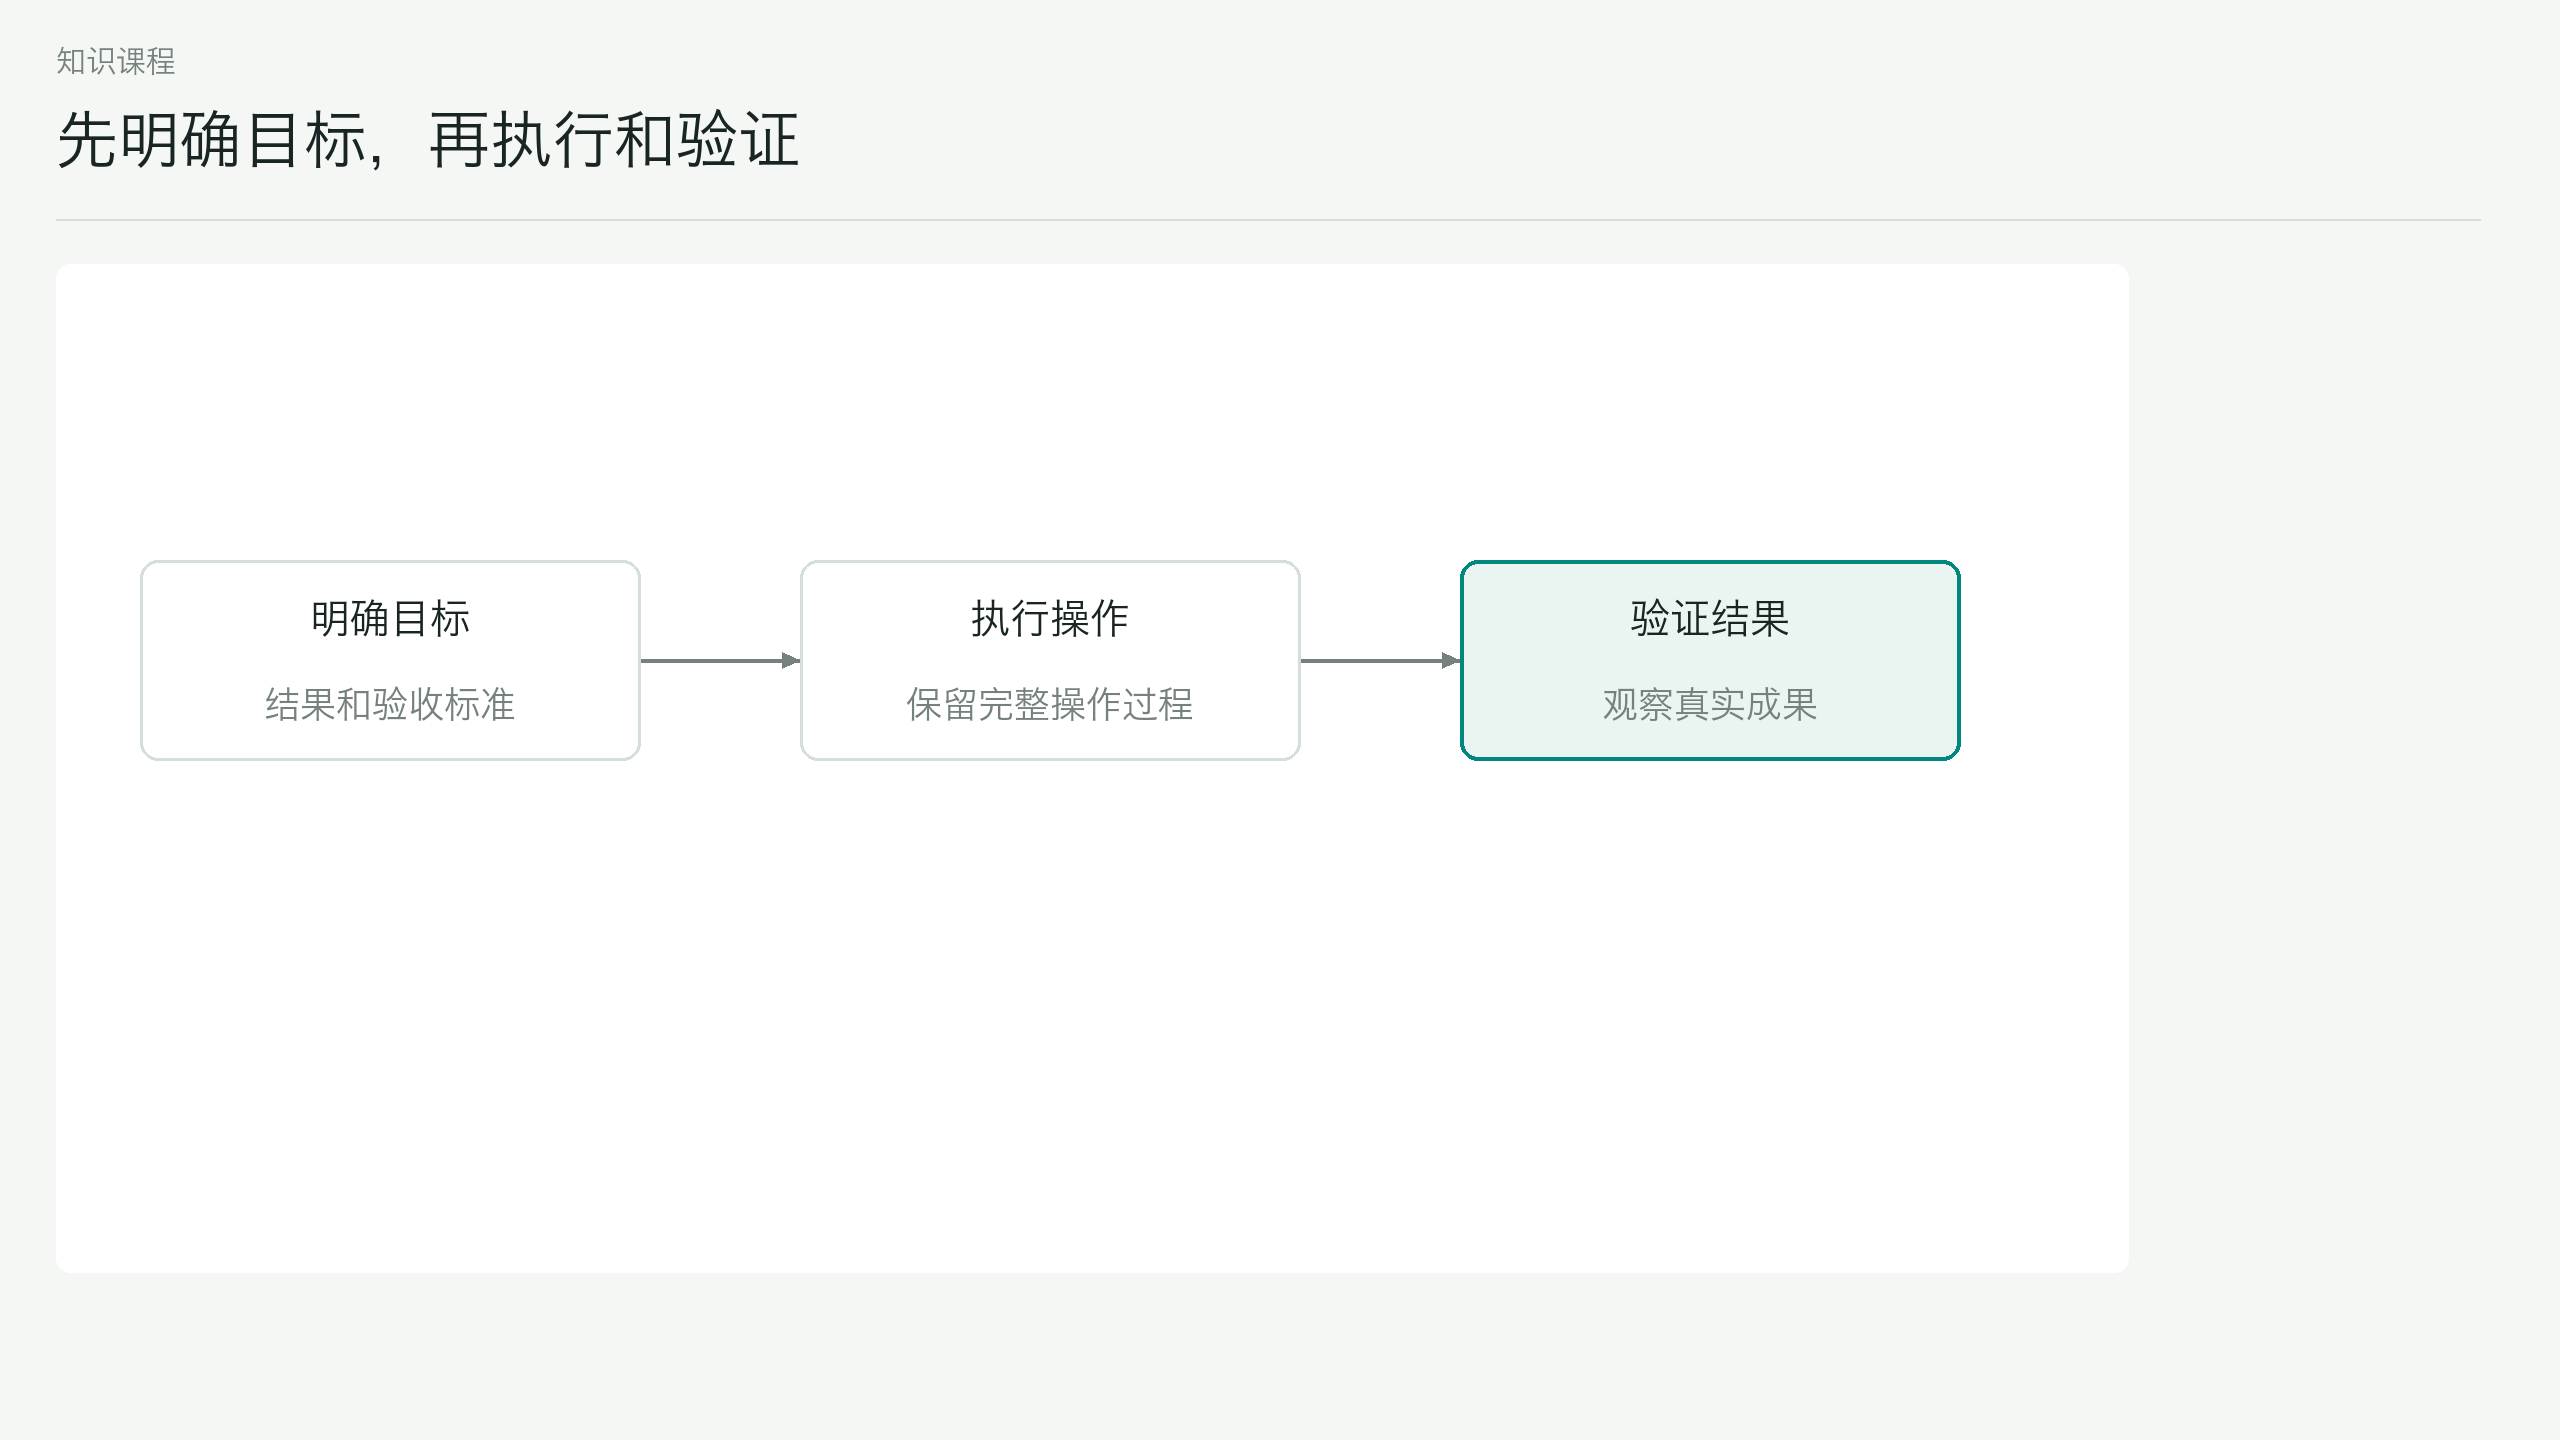 知识课程
先明确目标，再执行和验证
明确目标
结果和验收标准
执行操作
保留完整操作过程
验证结果
观察真实成果